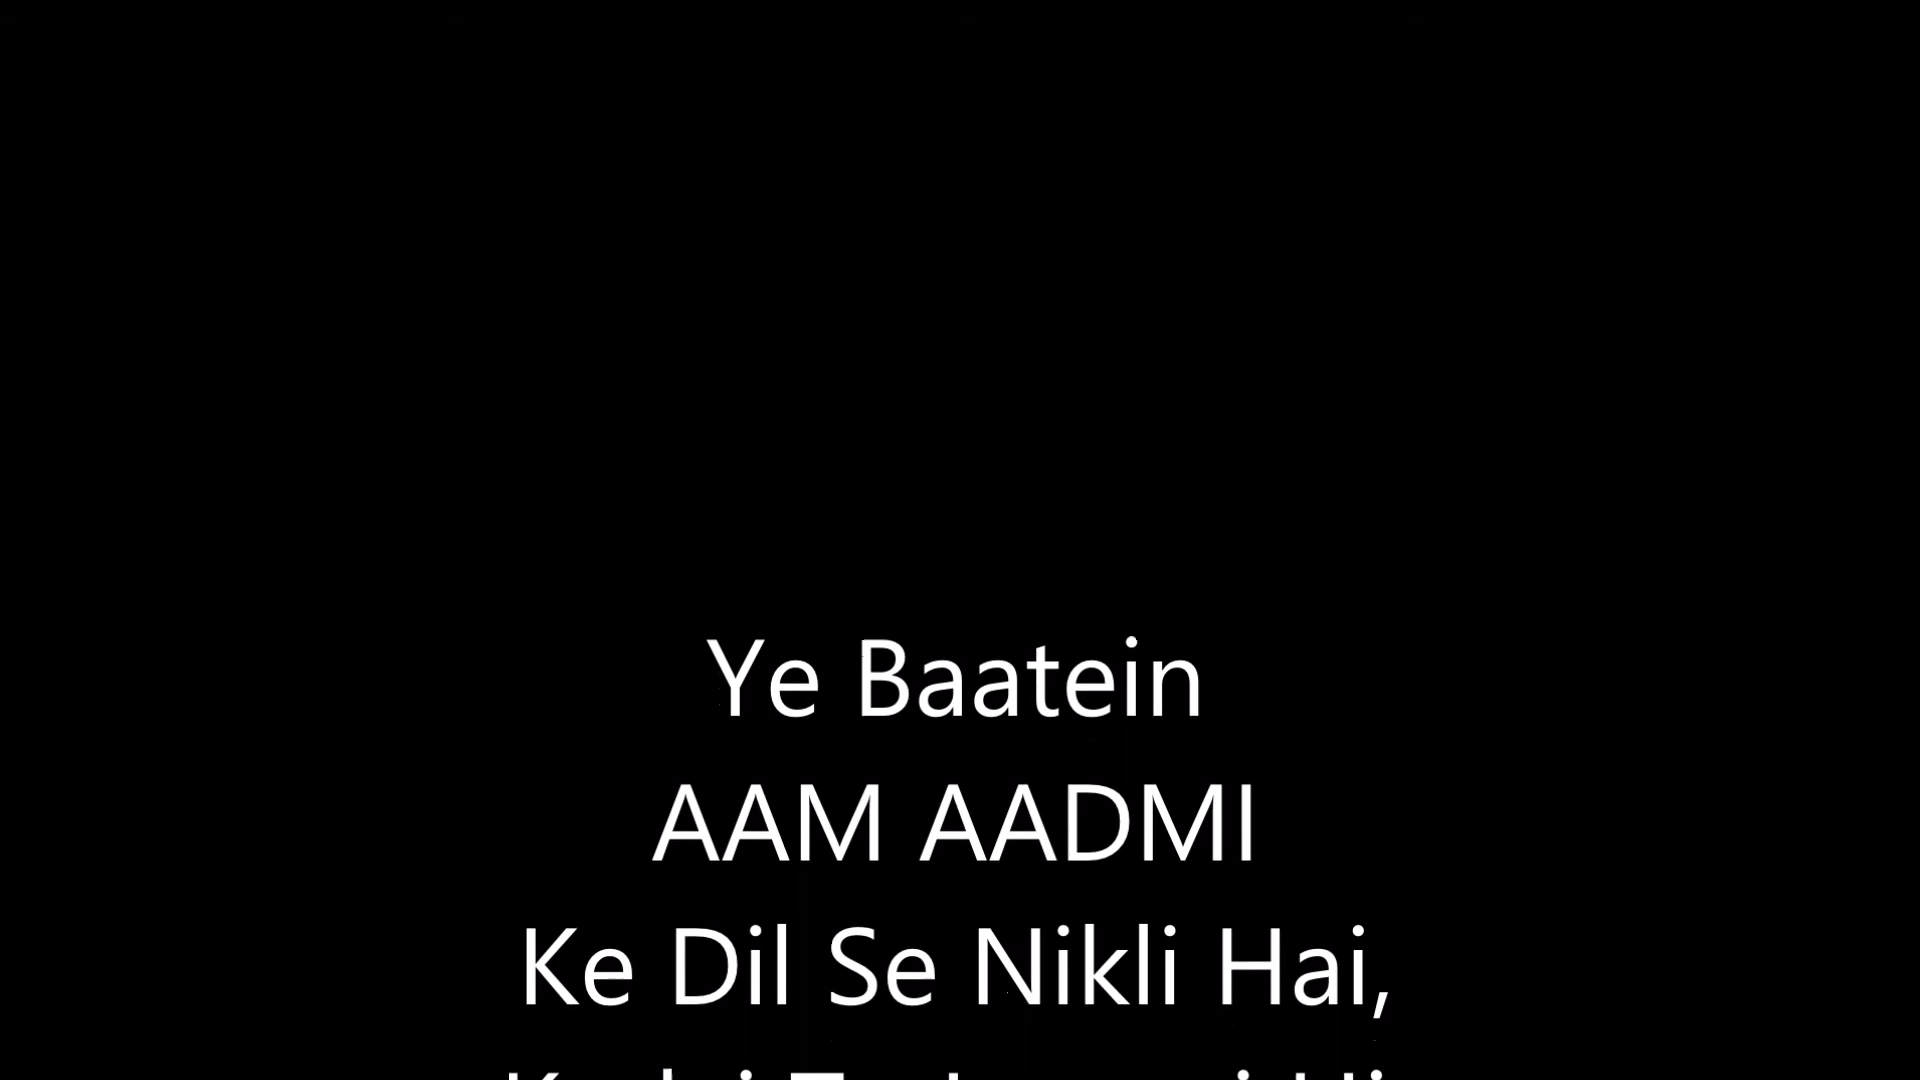 Ye Baatein
AAM AADMI
Ke Dil Se Nikli Hai,